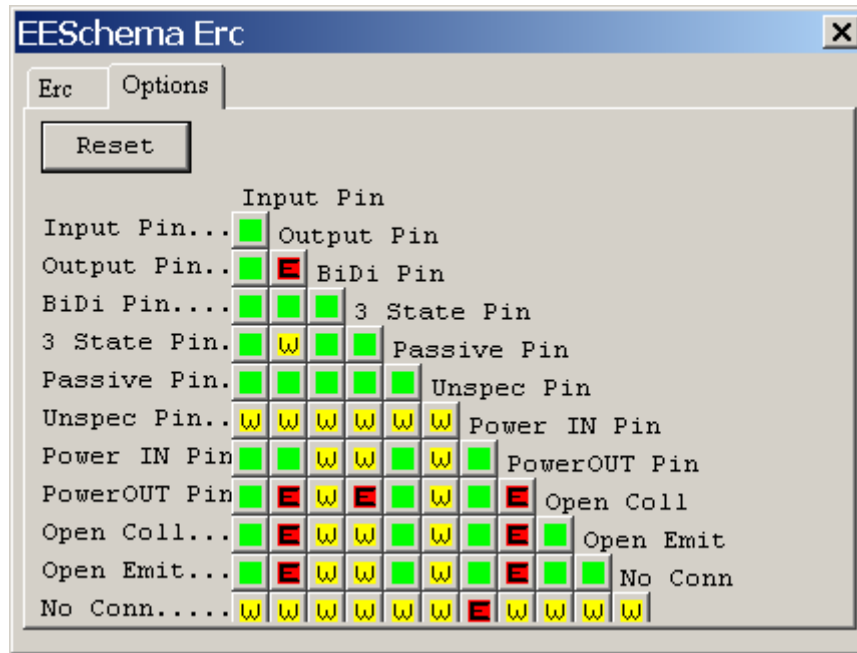 EESchema Erc
Erc Options
Reset
Input Pin
Input Pin... Output Pin
Output Pin.. E BiDi Pin
BiDi Pin.... 3 State Pin
3 State Pin. W Passive Pin
Passive Pin. Unspec Pin
Unspec Pin.. W W W W W W Power IN Pin
Power IN Pin W W W PowerOUT Pin
PowerOUT Pin E W E W E Open Coll
Open Coll... E W W W E Open Emit
Open Emit... E W W W E No Conn
No Conn..... W W W W W W E W W W W